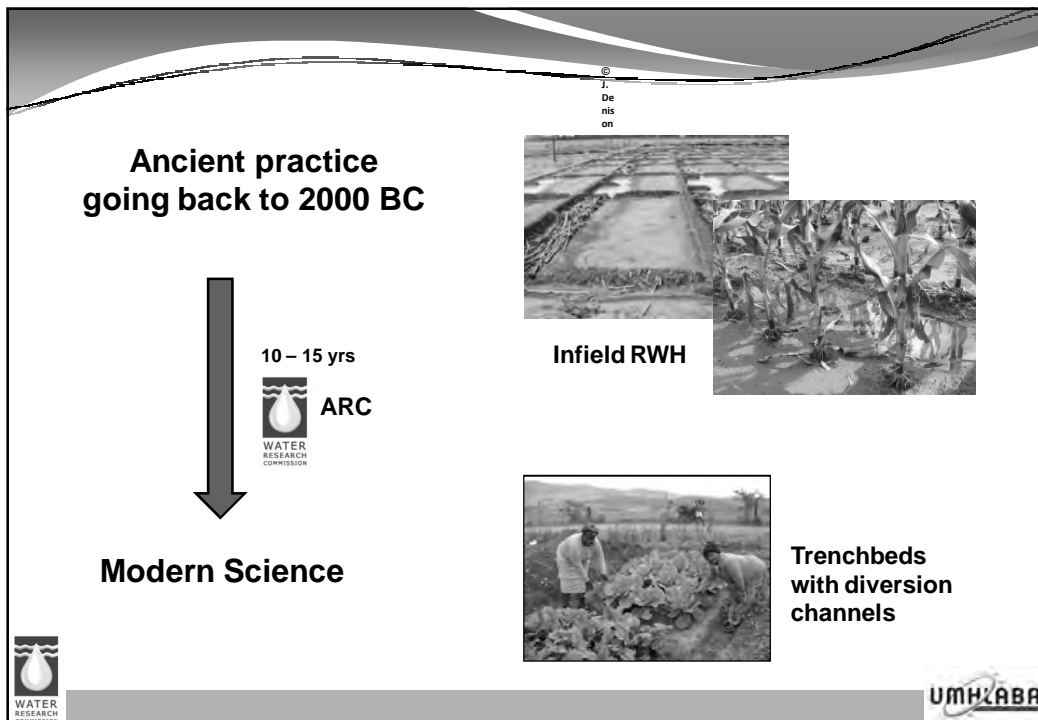 ©
J.
De
nis
on
Ancient practice
going back to 2000 BC
10 – 15 yrs
WATER
RESEARCH
COMMISSION
ARC
Modern Science
Infield RWH
Trenchbeds
with diversion
channels
WATER
RESEARCH
COMMISSION
UMHLABA